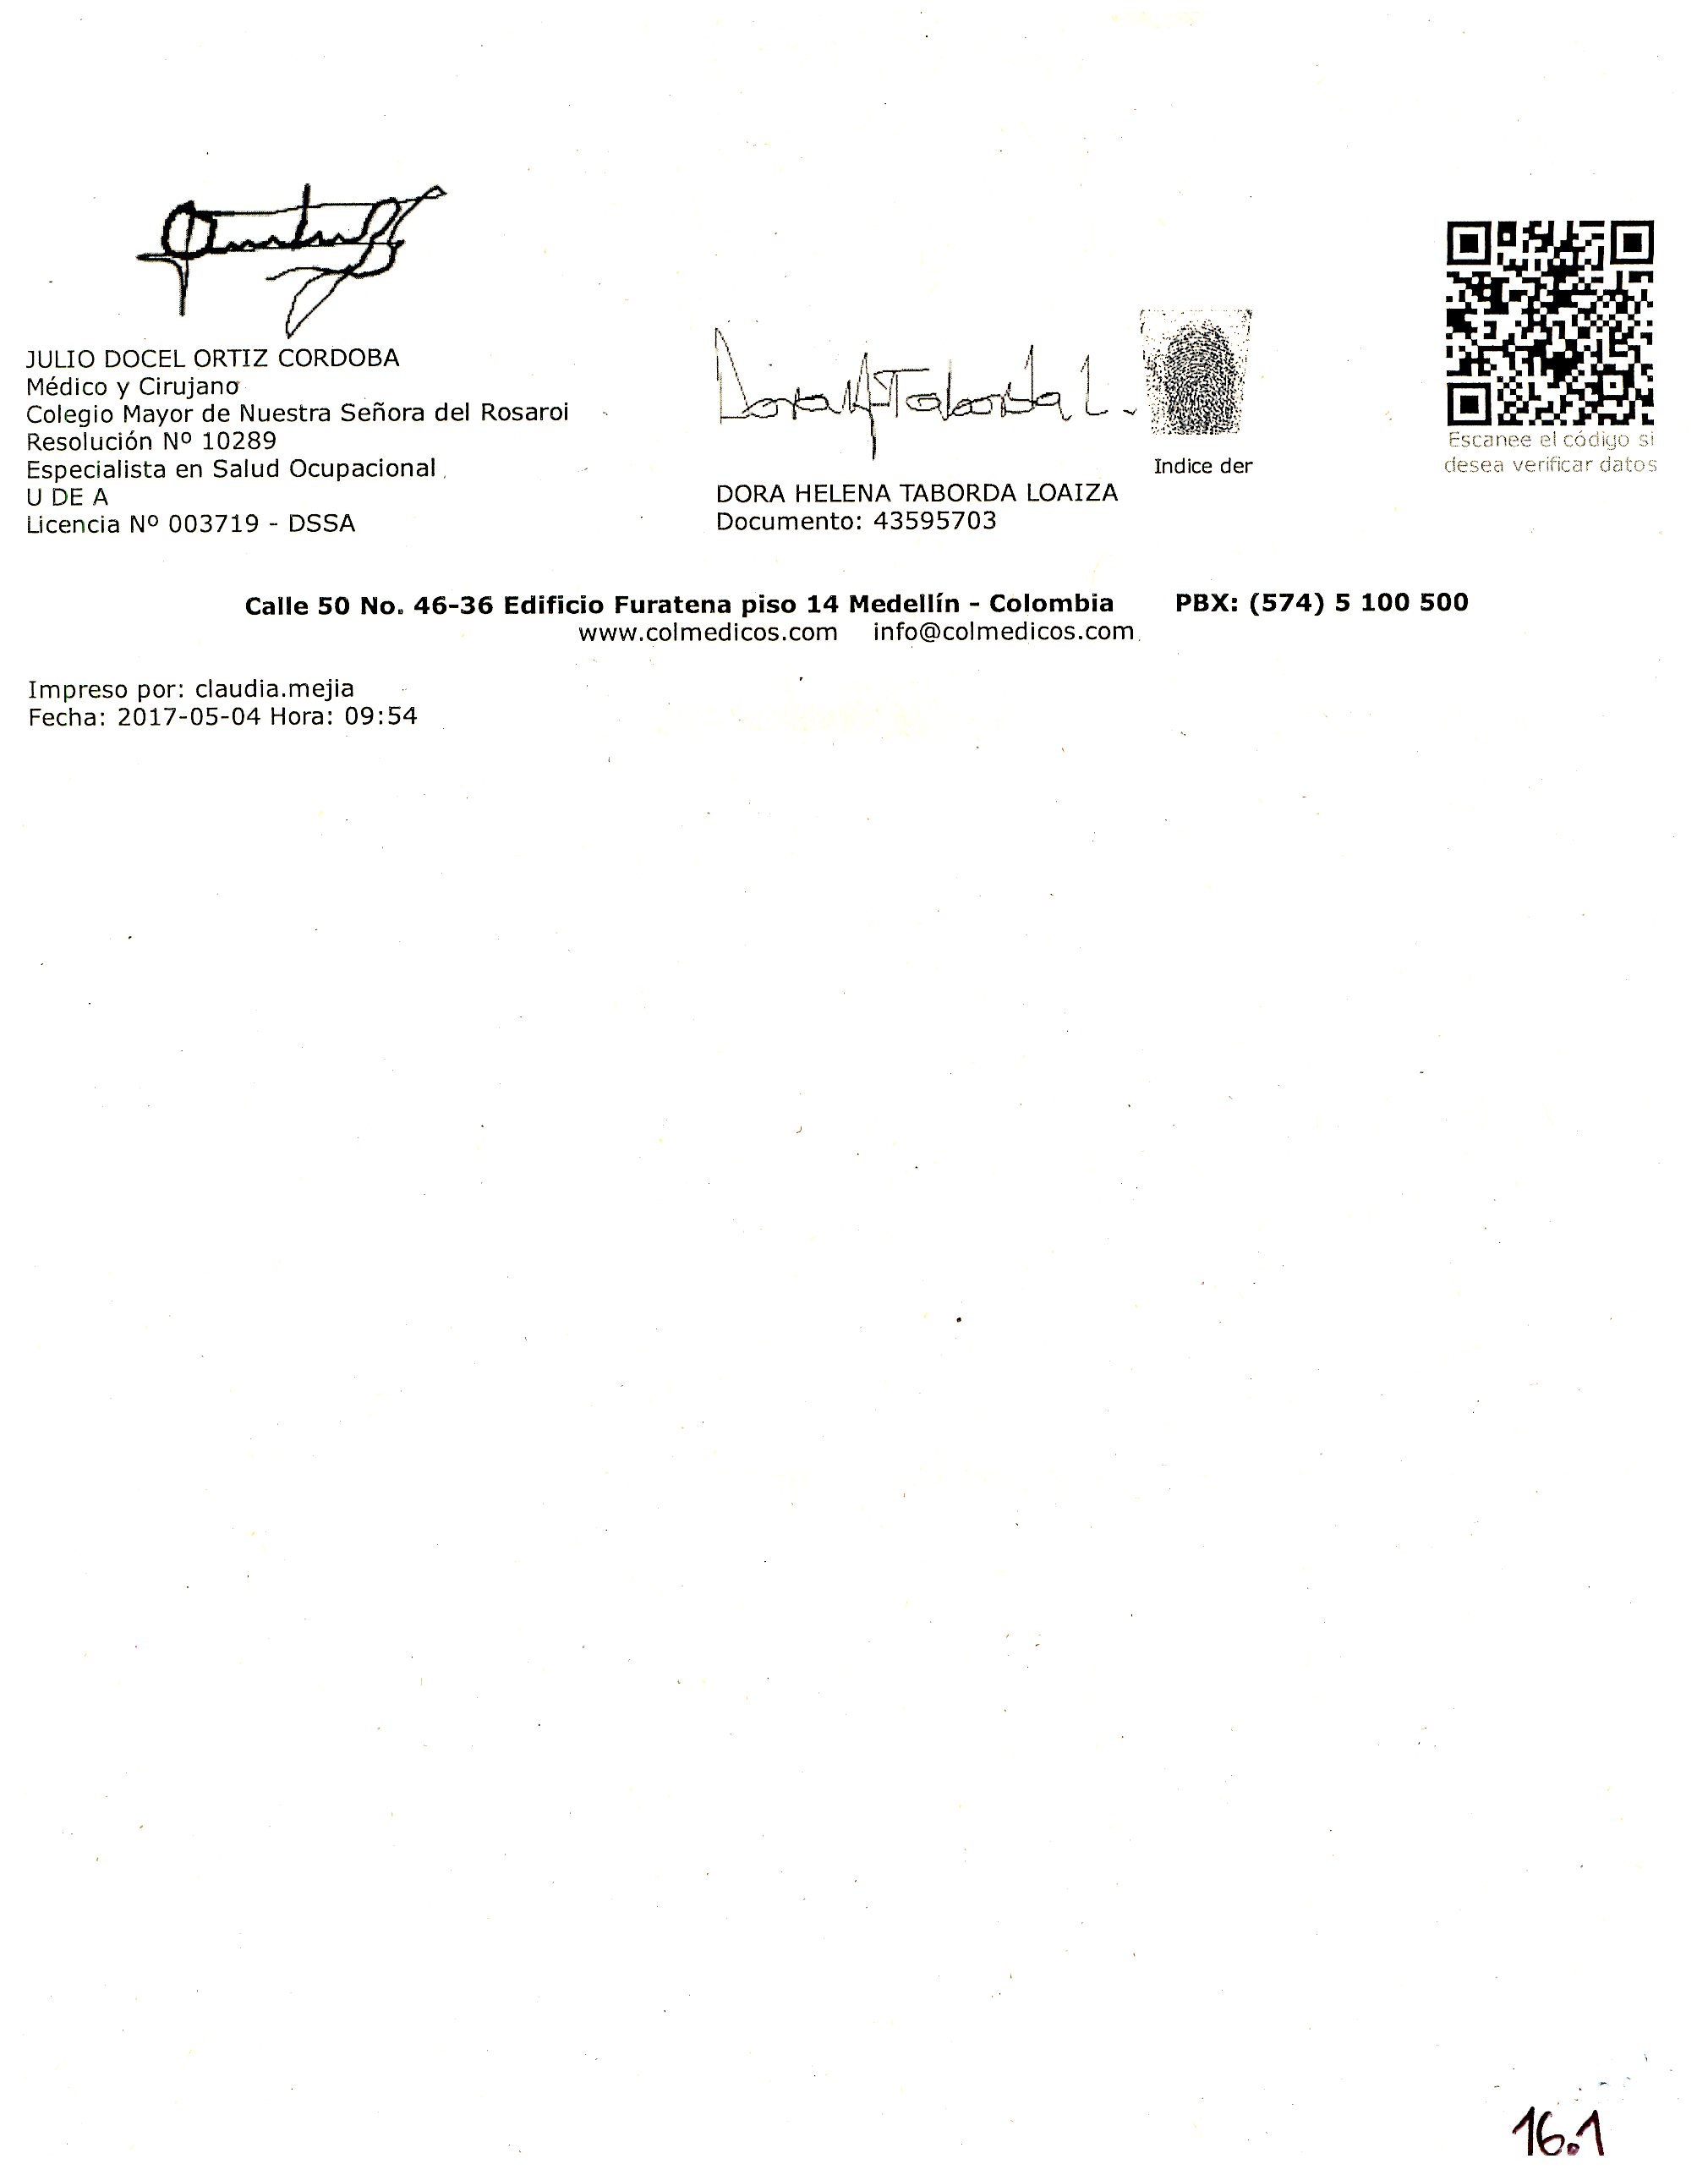 JULIO DOCEL ORTIZ CORDOBA
Médico y Cirujano
Colegio Mayor de Nuestra Señora del Rosaroi
Resolución Nº 10289
Especialista en Salud Ocupacional
U DE A
Licencia Nº 003719 - DSSA
Dora H Taborda L.
Indice der
DORA HELENA TABORDA LOAIZA
Documento: 43595703
Escanee el código si
desea verificar datos
Calle 50 No. 46-36 Edificio Furatena piso 14 Medellín - Colombia PBX: (574) 5 100 500
www.colmedicos.com info@colmedicos.com
Impreso por: claudia.mejia
Fecha: 2017-05-04 Hora: 09:54
16.1